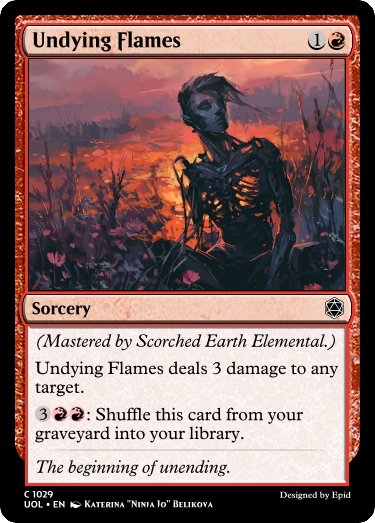 Undying Flames 1
Sorcery
(Mastered by Scorched Earth Elemental.)
Undying Flames deals 3 damage to any
target.
3: Shuffle this card from your
graveyard into your library.
The beginning of unending.
C 1029
Designed by Epid
UOL • EN Katerina "Ninja Jo" Belikova